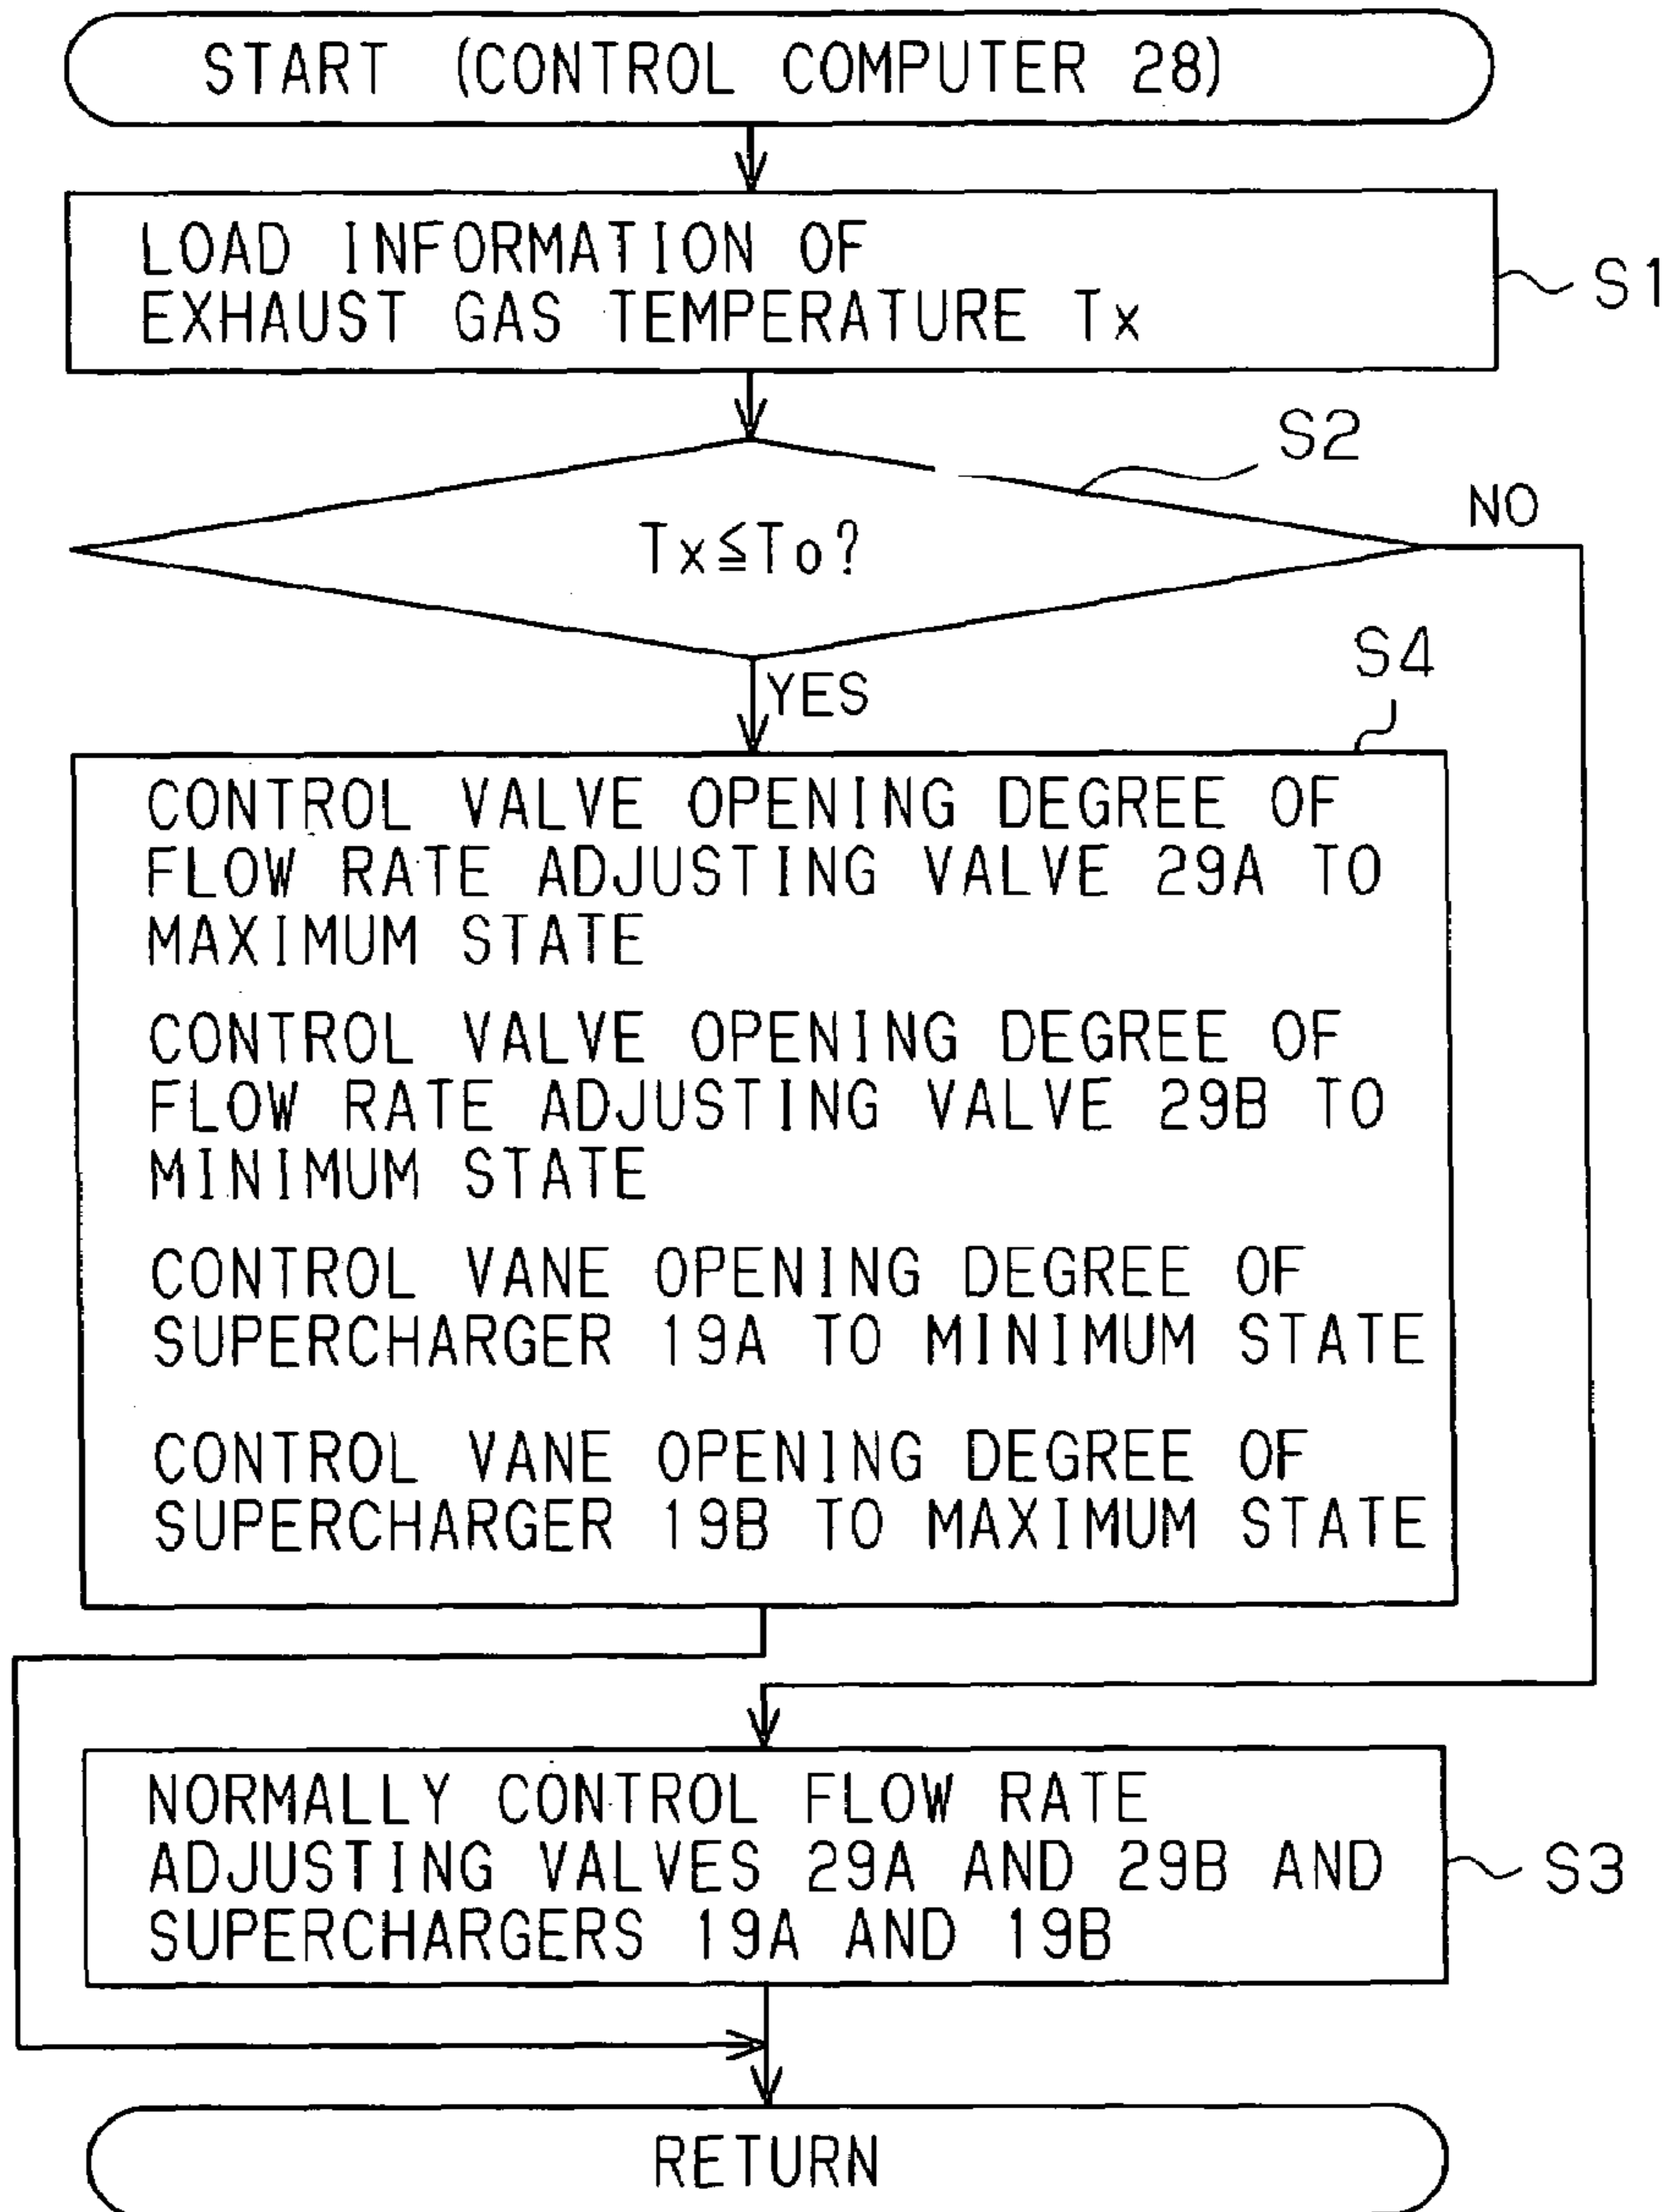 START (CONTROL COMPUTER 28)
LOAD INFORMATION OF
EXHAUST GAS TEMPERATURE Tx
S1
S2
NO
Tx≦To?
YES
S4
CONTROL VALVE OPENING DEGREE OF
FLOW RATE ADJUSTING VALVE 29A TO
MAXIMUM STATE
CONTROL VALVE OPENING DEGREE OF
FLOW RATE ADJUSTING VALVE 29B TO
MINIMUM STATE
CONTROL VANE OPENING DEGREE OF
SUPERCHARGER 19A TO MINIMUM STATE
CONTROL VANE OPENING DEGREE OF
SUPERCHARGER 19B TO MAXIMUM STATE
NORMALLY CONTROL FLOW RATE
ADJUSTING VALVES 29A AND 29B AND
SUPERCHARGERS 19A AND 19B
S3
RETURN